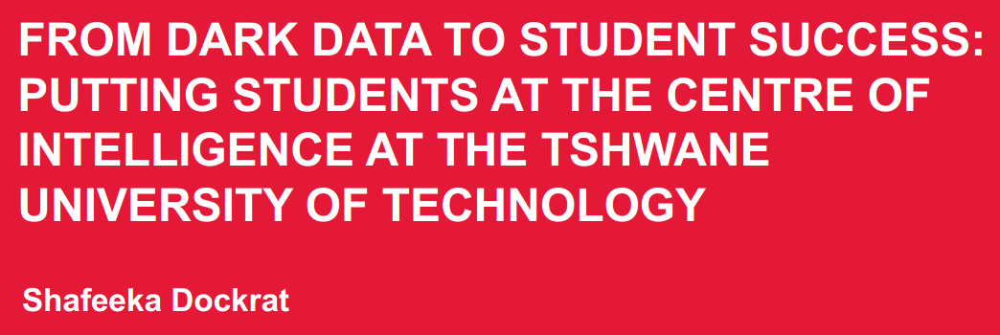 FROM DARK DATA TO STUDENT SUCCESS:
PUTTING STUDENTS AT THE CENTRE OF
INTELLIGENCE AT THE TSHWANE
UNIVERSITY OF TECHNOLOGY
Shafeeka Dockrat